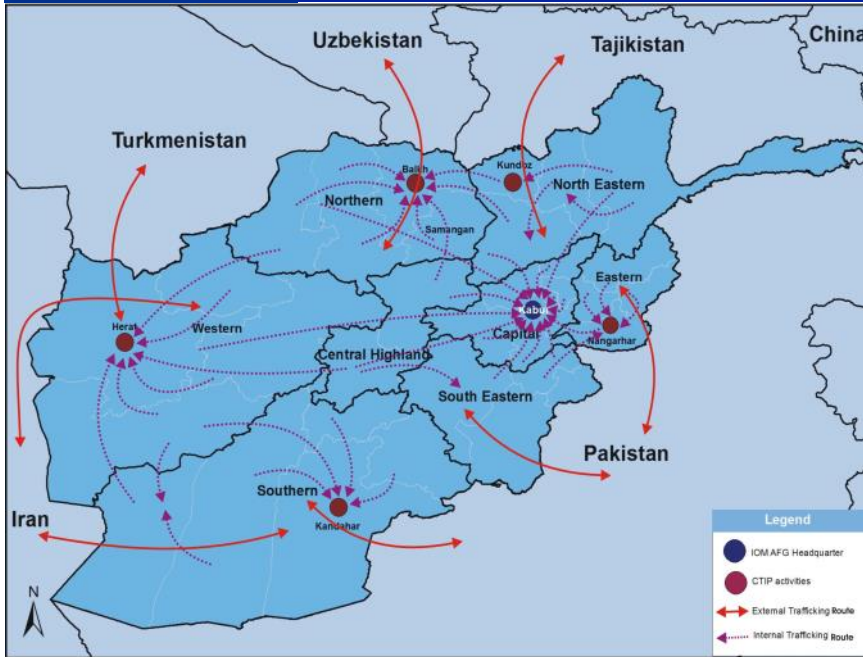 Uzbekistan
Tajikistan
China
Turkmenistan
Balkh
Kundoz
Northern
North Eastern
Samangan
Eastern
Kabul
Herat
Western
Capital
Nangarhar
Central Highland
South Eastern
Pakistan
Southern
Kandahar
Iran
N
Legend
IOM AFG Headquarter
CTIP activities
External Trafficking Route
Internal Trafficking Route